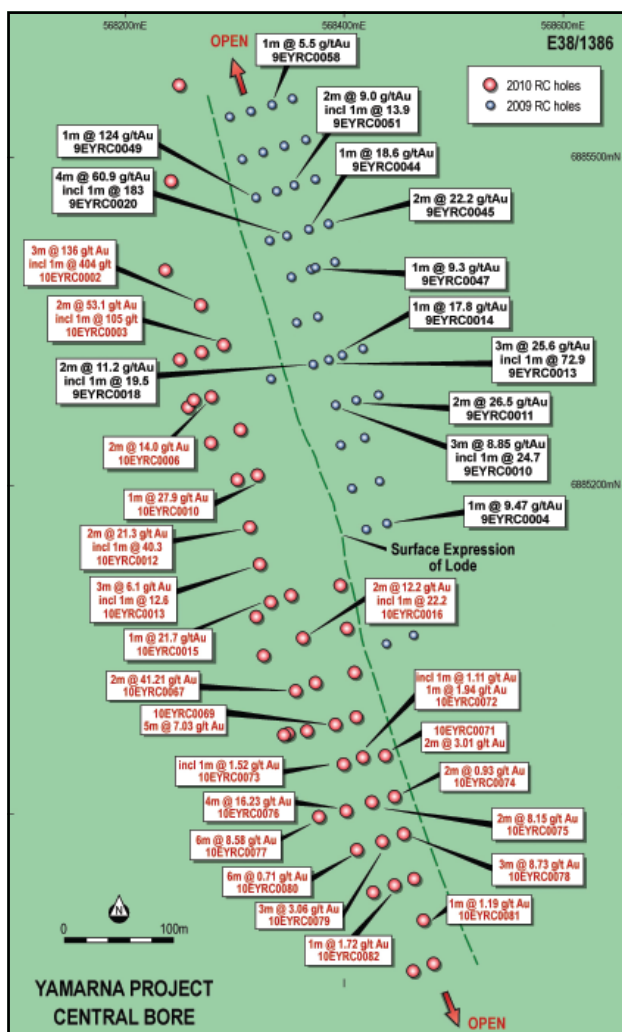 568200mE
568400mE
568600mE
OPEN
E38/1386
1m @ 5.5 g/tAu
9EYRC0058
2010 RC holes
2009 RC holes
2m @ 9.0 g/tAu
incl 1m @ 13.9
9EYRC0051
1m @ 124 g/tAu
9EYRC0049
1m @ 18.6 g/tAu
9EYRC0044
6885500mN
4m @ 60.9 g/tAu
incl 1m @ 183
9EYRC0020
2m @ 22.2 g/tAu
9EYRC0045
3m @ 136 g/t Au
incl 1m @ 404 g/t
10EYRC0002
1m @ 9.3 g/tAu
9EYRC0047
2m @ 53.1 g/tAu
incl 1m @ 105 g/t
10EYRC0003
1m @ 17.8 g/tAu
9EYRC0014
3m @ 25.6 g/tAu
incl 1m @ 72.9
9EYRC0013
2m @ 11.2 g/tAu
incl 1m @ 19.5
9EYRC0018
2m @ 26.5 g/tAu
9EYRC0011
2m @ 14.0 g/t Au
10EYRC0006
3m @ 8.85 g/tAu
incl 1m @ 24.7
9EYRC0010
6885200mN
1m @ 27.9 g/t Au
10EYRC0010
1m @ 9.47 g/tAu
9EYRC0004
2m @ 21.3 g/t Au
incl 1m @ 40.3
10EYRC0012
Surface Expression
of Lode
3m @ 6.1 g/t Au
incl 1m @ 12.6
10EYRC0013
2m @ 12.2 g/t Au
incl 1m @ 22.2
10EYRC0016
1m @ 21.7 g/tAu
10EYRC0015
2m @ 41.21 g/t Au
10EYRC0067
incl 1m @ 1.11 g/t Au
1m @ 1.94 g/t Au
10EYRC0072
10EYRC0069
5m @ 7.03 g/t Au
10EYRC0071
2m @ 3.01 g/t Au
incl 1m @ 1.52 g/t Au
10EYRC0073
2m @ 0.93 g/t Au
10EYRC0074
4m @ 16.23 g/t Au
10EYRC0076
2m @ 8.15 g/t Au
10EYRC0075
6m @ 8.58 g/t Au
10EYRC0077
3m @ 8.73 g/t Au
10EYRC0078
6m @ 0.71 g/t Au
10EYRC0080
3m @ 3.06 g/t Au
10EYRC0079
1m @ 1.19 g/t Au
10EYRC0081
1m @ 1.72 g/t Au
10EYRC0082
N
0
100m
YAMARNA PROJECT
CENTRAL BORE
OPEN